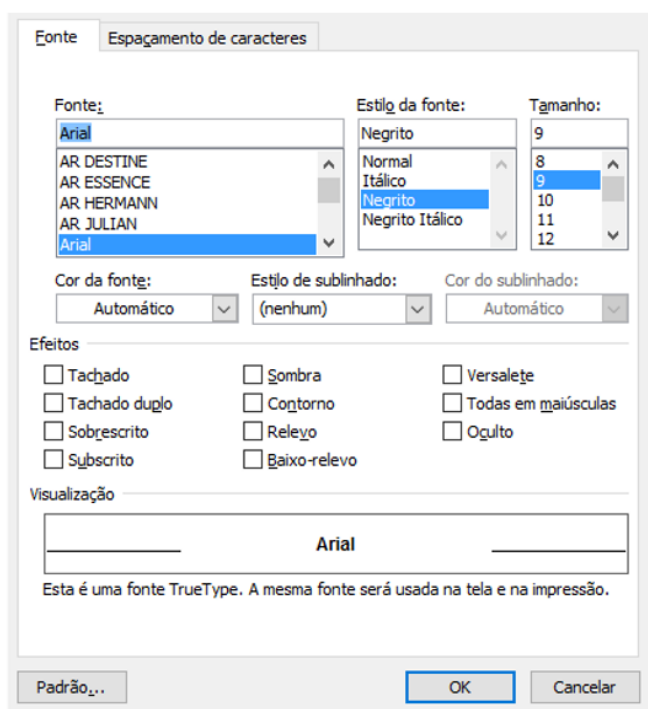 Fonte Espaçamento de caracteres
Fonte: Estilo da fonte: Tamanho:
Arial Negrito 9
AR DESTINE Normal 8
AR ESSENCE Itálico 9
AR HERMANN Negrito 10
AR JULIAN Negrito Itálico 11
Arial 12
Cor da fonte: Estilo de sublinhado: Cor do sublinhado:
Automático (nenhum) Automático
Efeitos
Tachado Sombra Versalete
Tachado duplo Contorno Todas em maiúsculas
Sobrescrito Relevo Oculto
Subscrito Baixo-relevo
Visualização
Arial
Esta é uma fonte TrueType. A mesma fonte será usada na tela e na impressão.
Padrão... OK Cancelar